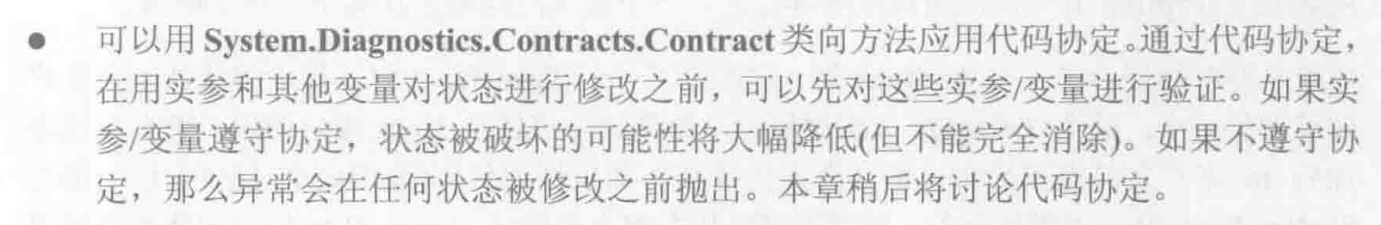 ● 可以用 System.Diagnostics.Contracts.Contract 类向方法应用代码协定。通过代码协定，
在用实参和其他变量对状态进行修改之前，可以先对这些实参/变量进行验证。如果实
参/变量遵守协定，状态被破坏的可能性将大幅降低(但不能完全消除)。如果不遵守协
定，那么异常会在任何状态被修改之前抛出。本章稍后将讨论代码协定。